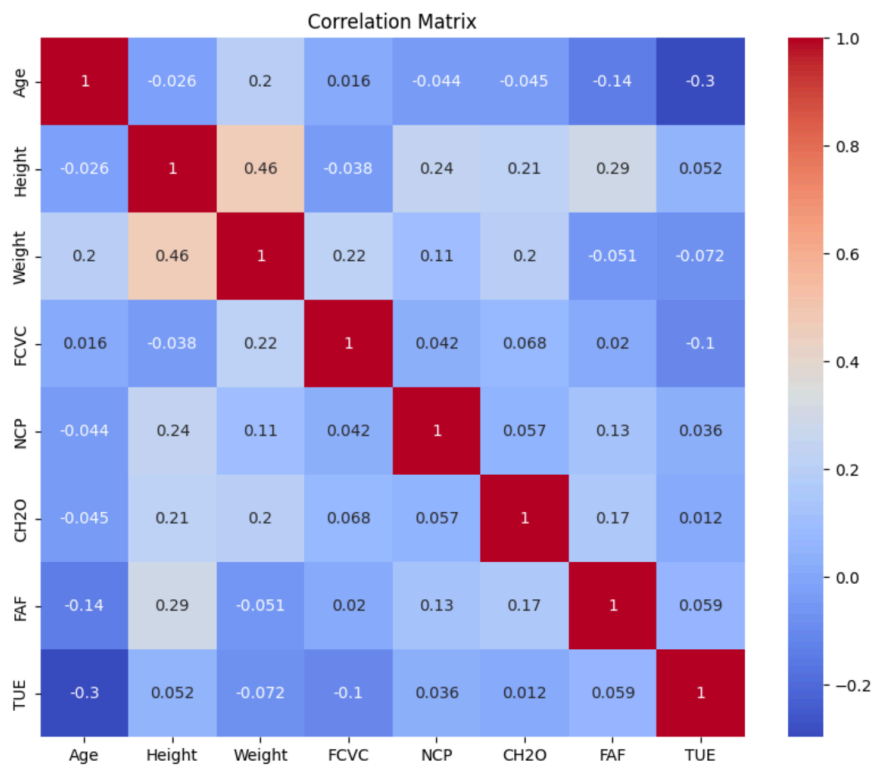 Correlation Matrix
Age 1 -0.026 0.2 0.016 -0.044 -0.045 -0.14 -0.3
Height -0.026 1 0.46 -0.038 0.24 0.21 0.29 0.052
Weight 0.2 0.46 1 0.22 0.11 0.2 -0.051 -0.072
FCVC 0.016 -0.038 0.22 1 0.042 0.068 0.02 -0.1
NCP -0.044 0.24 0.11 0.042 1 0.057 0.13 0.036
CH2O -0.045 0.21 0.2 0.068 0.057 1 0.17 0.012
FAF -0.14 0.29 -0.051 0.02 0.13 0.17 1 0.059
TUE -0.3 0.052 -0.072 -0.1 0.036 0.012 0.059 1
Age Height Weight FCVC NCP CH2O FAF TUE
1.0
0.8
0.6
0.4
0.2
0.0
−0.2